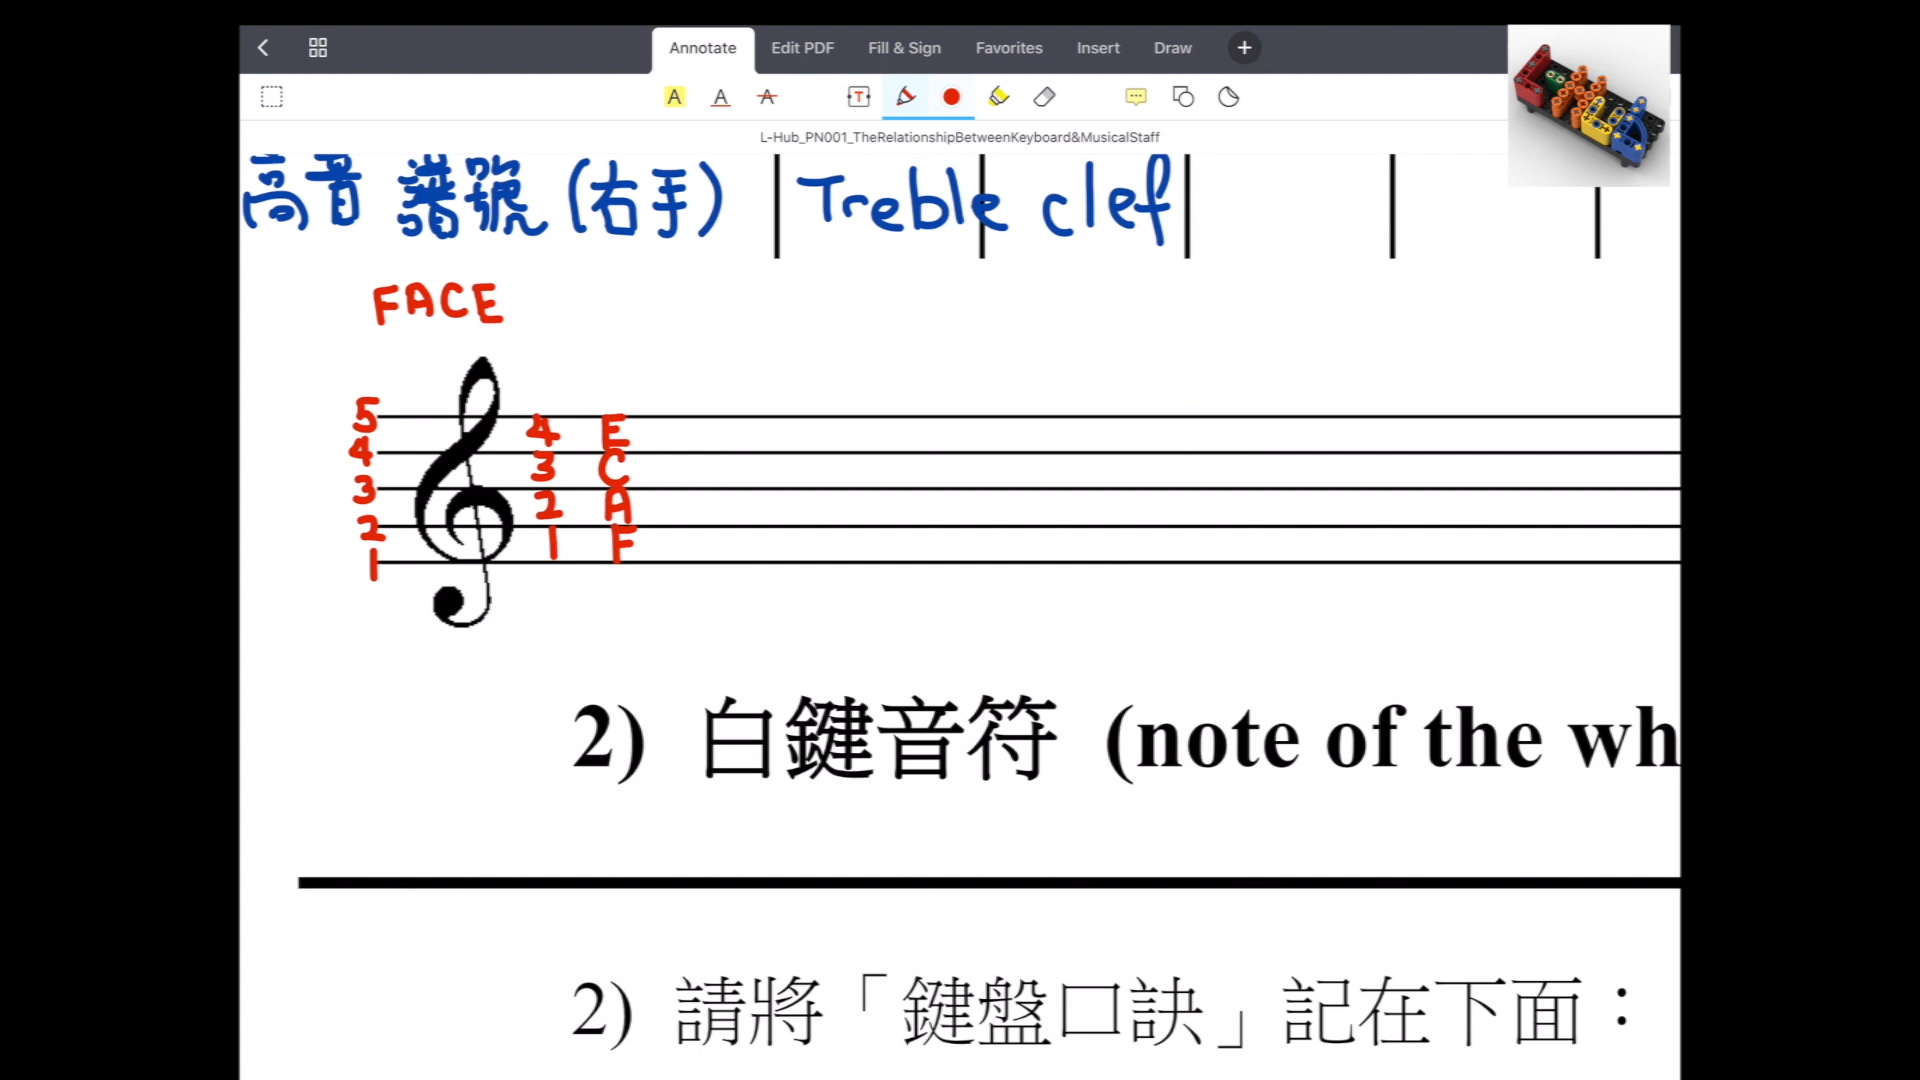 Annotate Edit PDF Fill & Sign Favorites Insert Draw
L-Hub_PN001_TheRelationshipBetweenKeyboard&MusicalStaff
高音 譜號 (右手) Treble clef
FACE
5
4 4 E
3 3 C
2 2 A
1 1 F
2) 白鍵音符 (note of the wh
2) 請將「鍵盤口訣」記在下面：